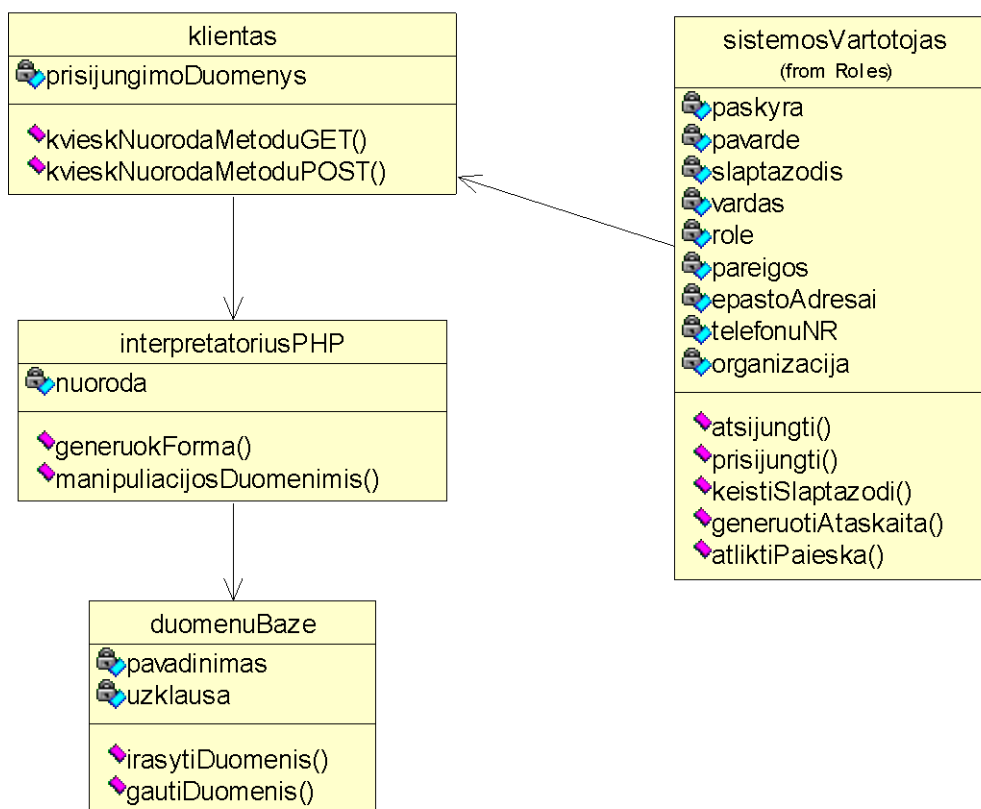 klientas
prisijungimoDuomenys
kvieskNuorodaMetoduGET()
kvieskNuorodaMetoduPOST()
sistemosVartotojas
(from Roles)
paskyra
pavarde
slaptazodis
vardas
role
pareigos
epastoAdresai
telefonuNR
organizacija
atsijungti()
prisijungti()
keistiSlaptazodi()
generuotiAtaskaita()
atliktiPaieska()
interpretatoriusPHP
nuoroda
generuokForma()
manipuliacijosDuomenimis()
duomenuBaze
pavadinimas
uzklausa
irasytiDuomenis()
gautiDuomenis()